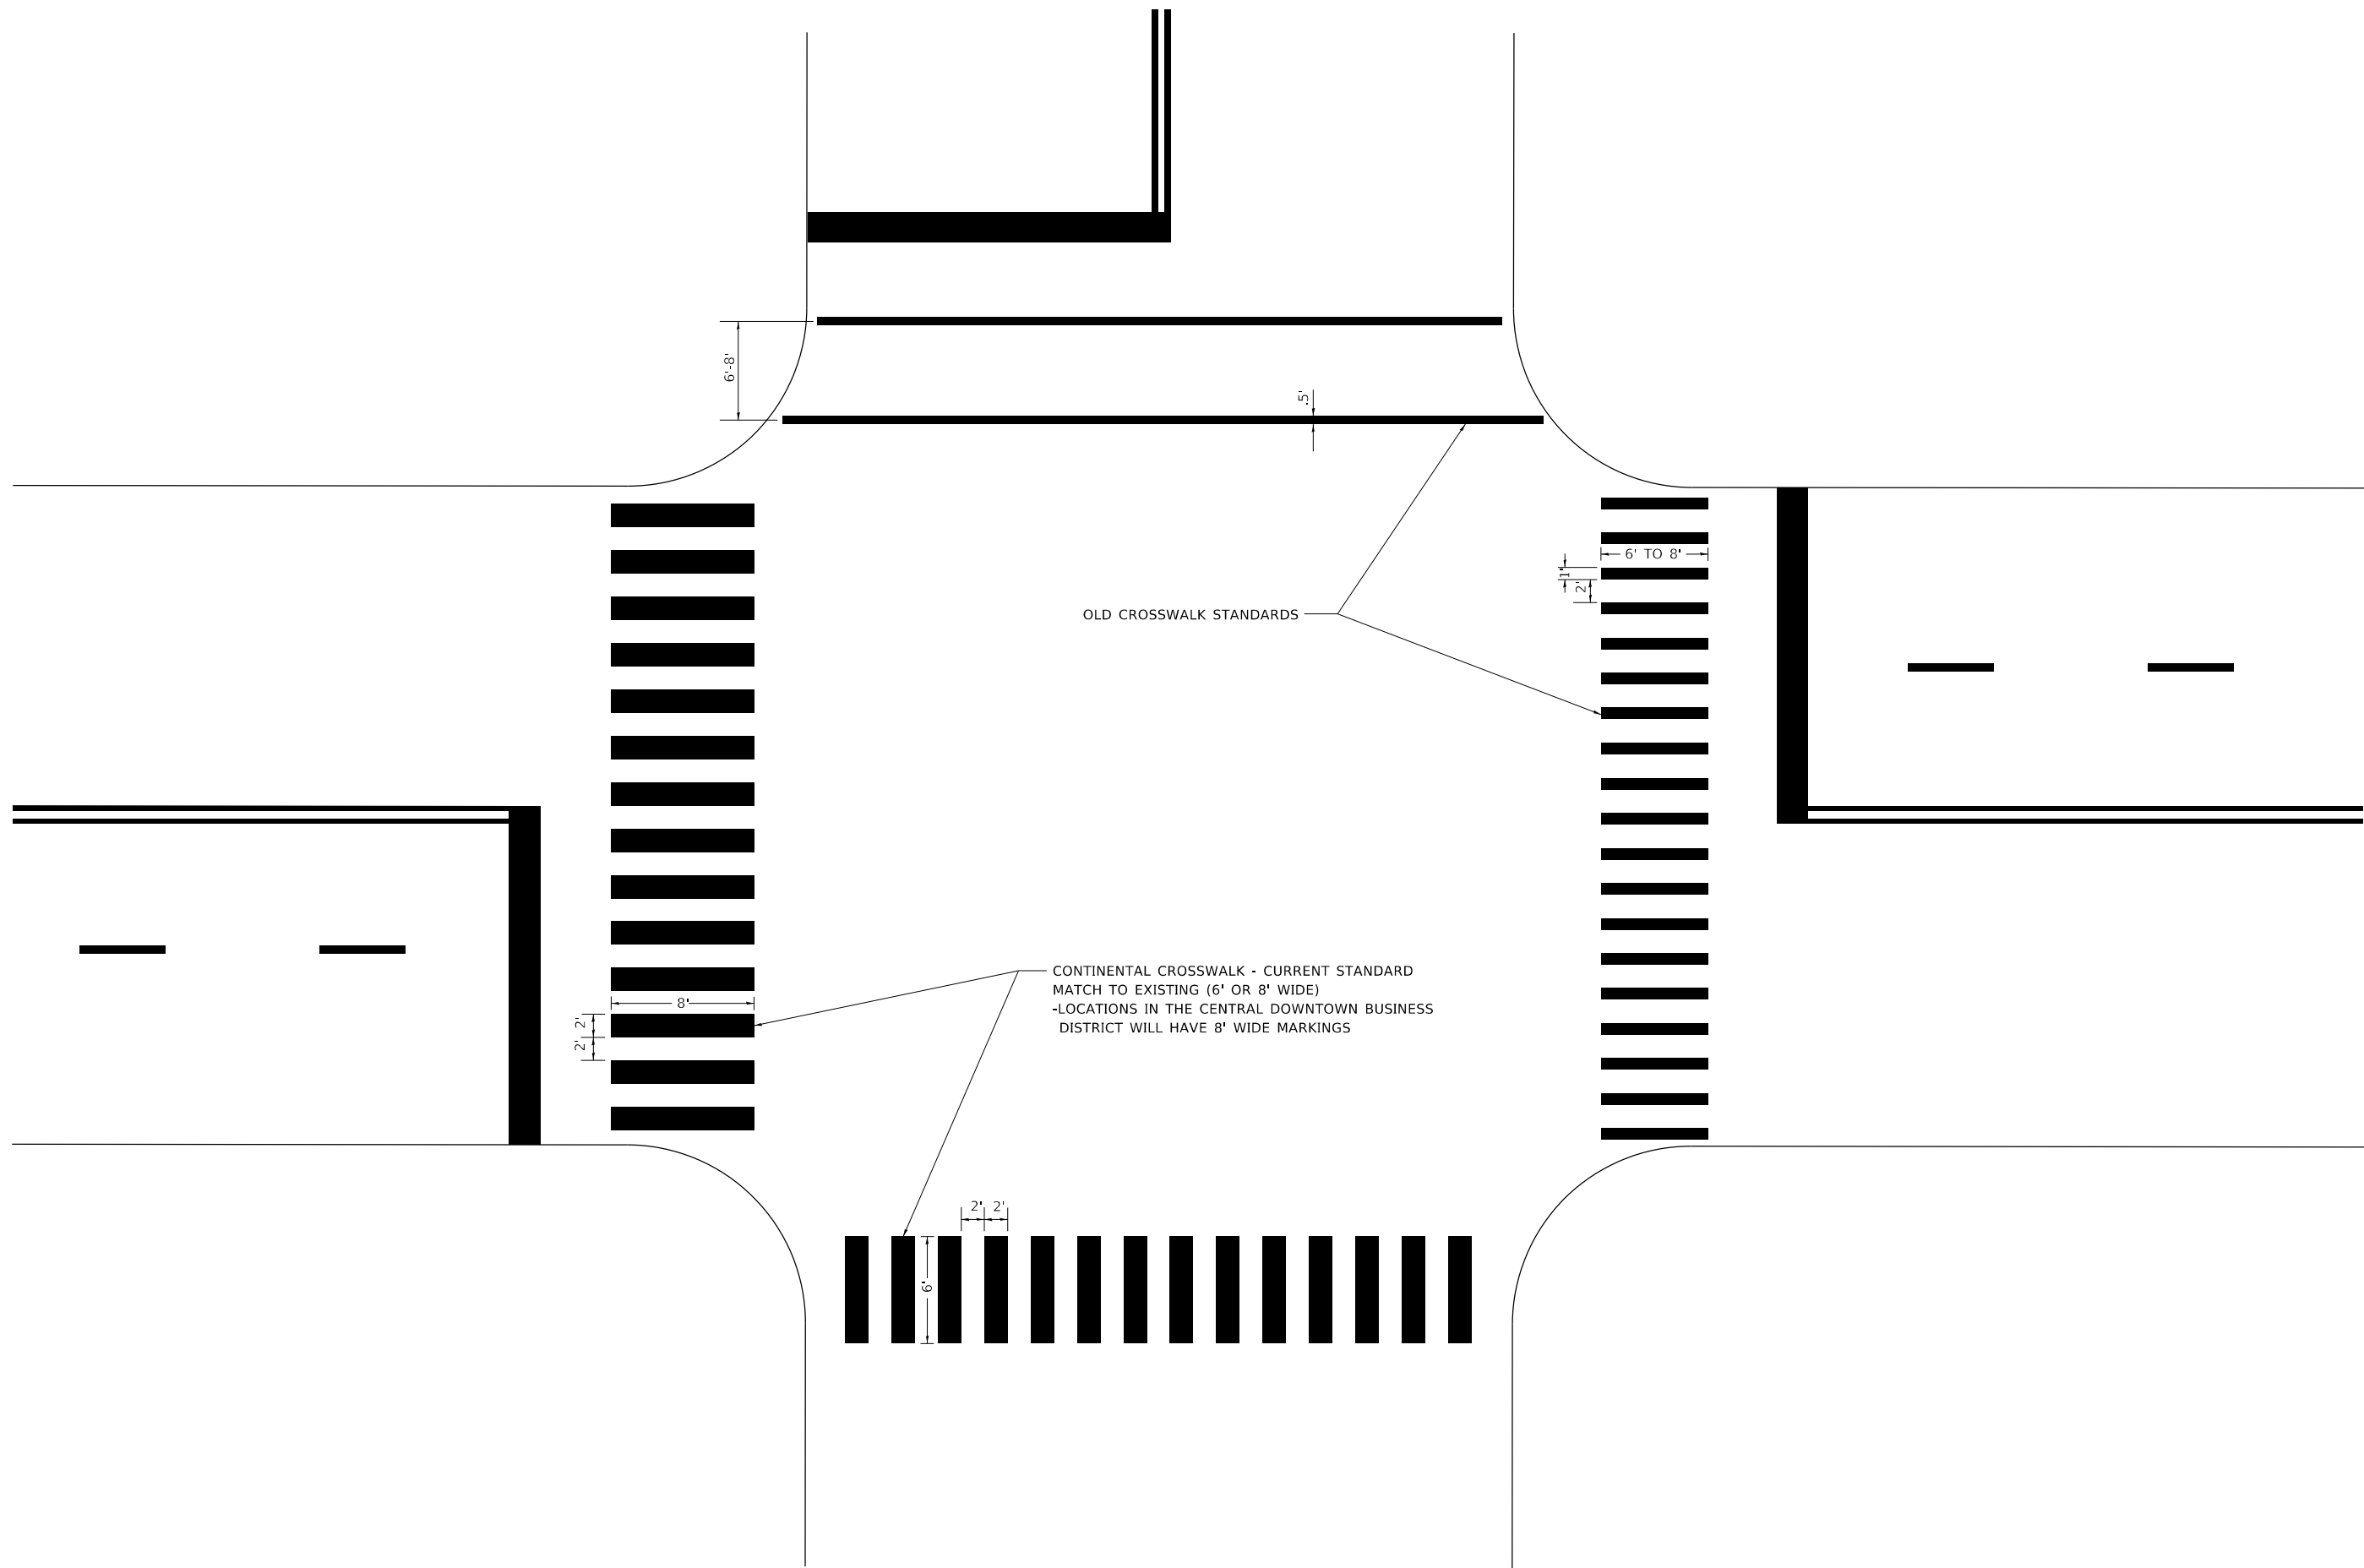 6'-8'
.5'
6' TO 8'
1'
2'
OLD CROSSWALK STANDARDS
CONTINENTAL CROSSWALK - CURRENT STANDARD
MATCH TO EXISTING (6' OR 8' WIDE)
-LOCATIONS IN THE CENTRAL DOWNTOWN BUSINESS
DISTRICT WILL HAVE 8' WIDE MARKINGS
8'
2'
2'
2' 2'
6'